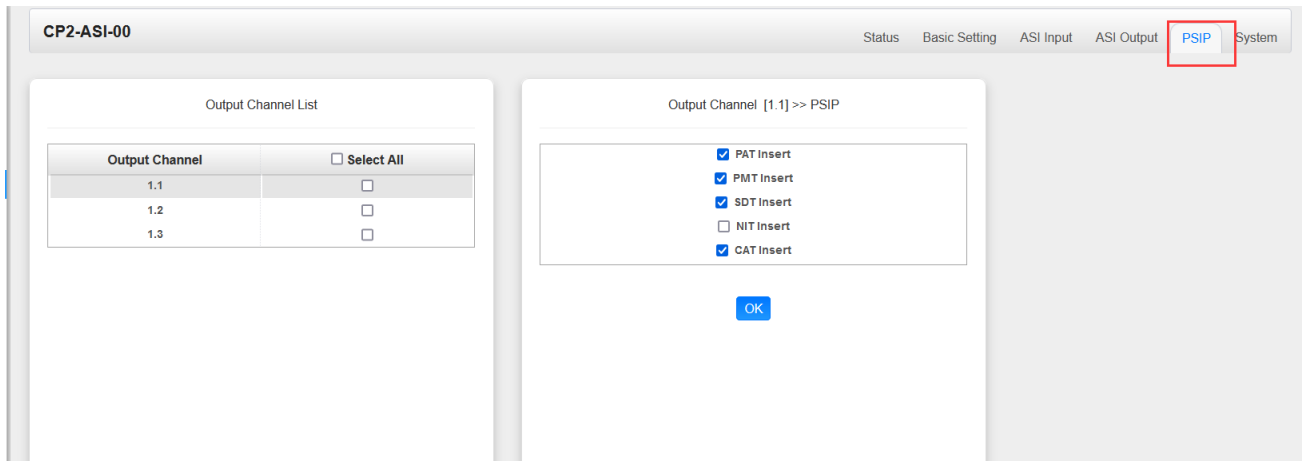 CP2-ASI-00
Status Basic Setting ASI Input ASI Output PSIP System
Output Channel List
Output Channel Select All
1.1
1.2
1.3
Output Channel [1.1] >> PSIP
PAT Insert
PMT Insert
SDT Insert
NIT Insert
CAT Insert
OK